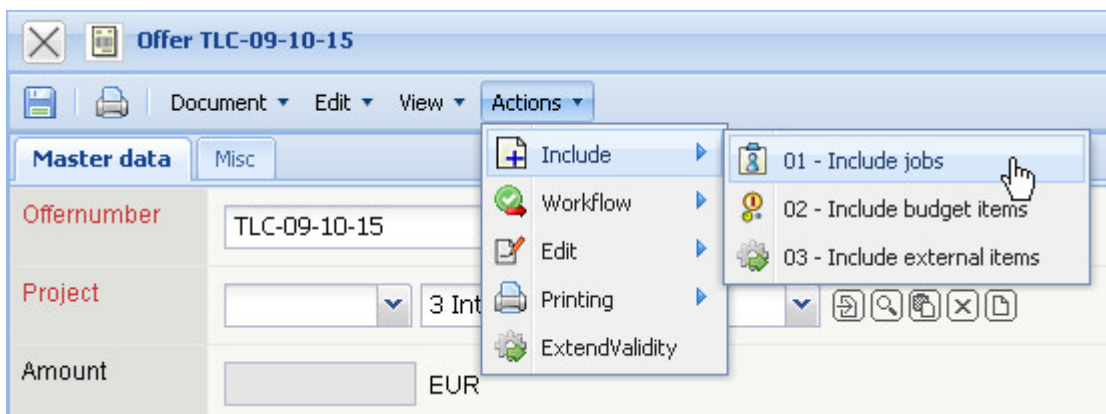 Offer TLC-09-10-15
Document Edit View Actions
Master data Misc
Include
01 - Include jobs
Offernumber
TLC-09-10-15
Workflow
02 - Include budget items
Edit
03 - Include external items
Project
3 Int
Printing
ExtendValidity
Amount
EUR